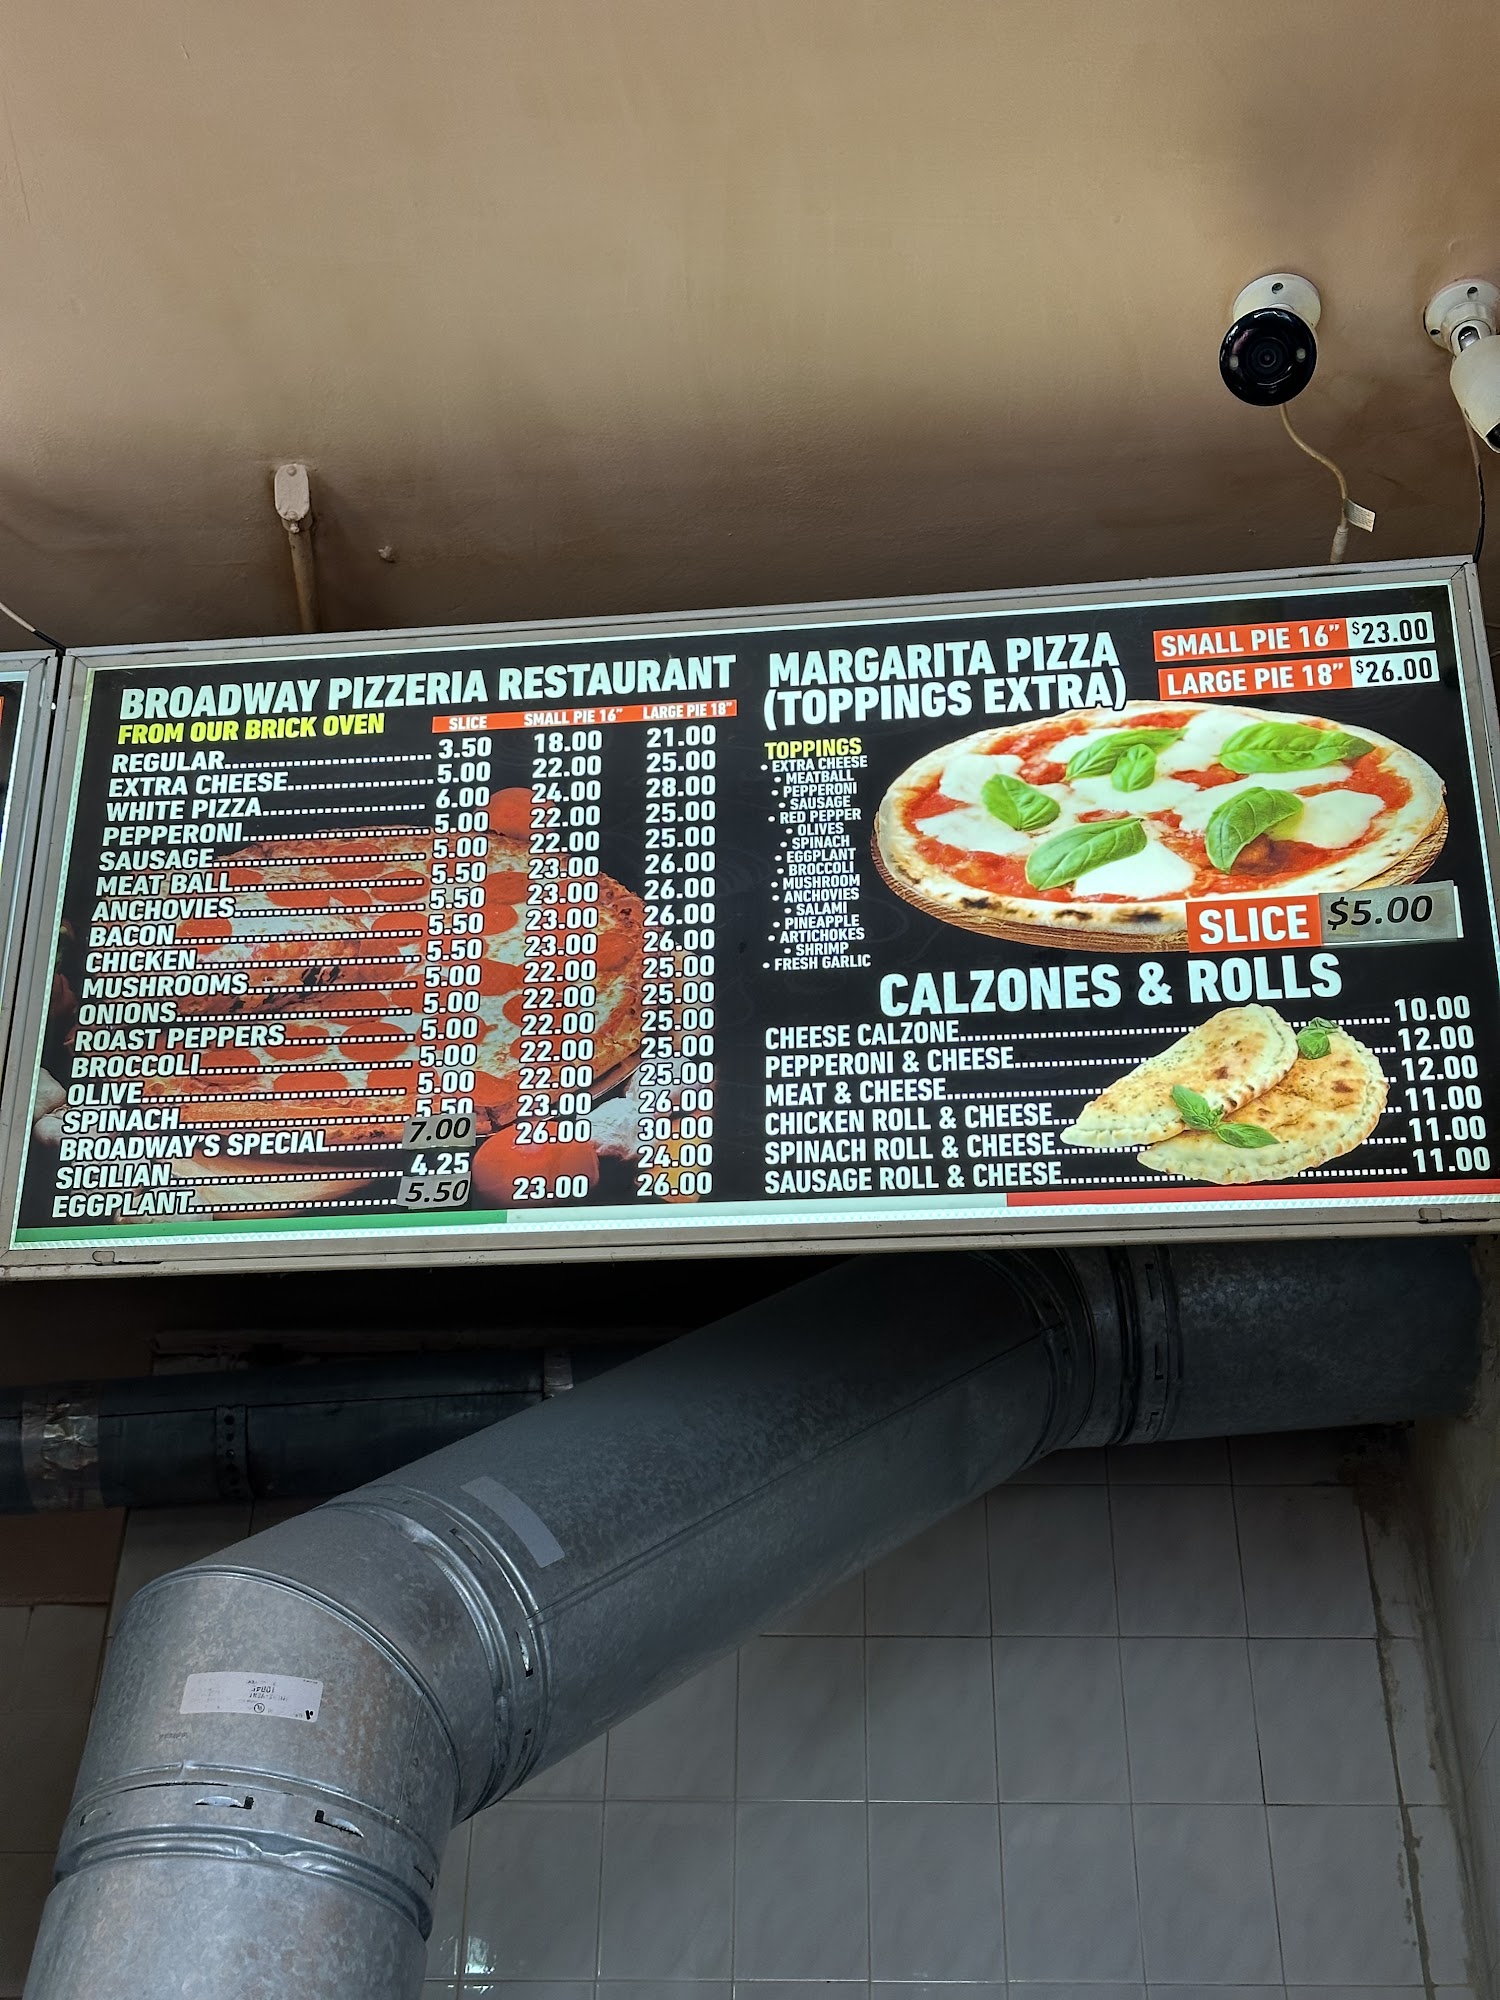 BROADWAY PIZZERIA RESTAURANT
FROM OUR BRICK OVEN SLICE SMALL PIE 16" LARGE PIE 18"
REGULAR 3.50 18.00 21.00
EXTRA CHEESE 5.00 22.00 25.00
WHITE PIZZA 6.00 24.00 28.00
PEPPERONI 5.00 22.00 25.00
SAUSAGE 5.00 22.00 25.00
MEAT BALL 5.50 23.00 26.00
ANCHOVIES 5.50 23.00 26.00
BACON 5.50 23.00 26.00
CHICKEN 5.50 23.00 26.00
MUSHROOMS 5.00 22.00 25.00
ONIONS 5.00 22.00 25.00
ROAST PEPPERS 5.00 22.00 25.00
BROCCOLI 5.00 22.00 25.00
OLIVE 5.00 22.00 25.00
SPINACH 5.50 23.00 26.00
BROADWAY'S SPECIAL 7.00 26.00 30.00
SICILIAN 4.25 24.00
EGGPLANT 5.50 23.00 26.00
MARGARITA PIZZA
(TOPPINGS EXTRA)
SMALL PIE 16" $23.00
LARGE PIE 18" $26.00
TOPPINGS
• EXTRA CHEESE
• MEATBALL
• PEPPERONI
• SAUSAGE
• RED PEPPER
• OLIVES
• SPINACH
• EGGPLANT
• BROCCOLI
• MUSHROOM
• ANCHOVIES
• SALAMI
• PINEAPPLE
• ARTICHOKES
• SHRIMP
• FRESH GARLIC
SLICE $5.00
CALZONES & ROLLS
CHEESE CALZONE 10.00
PEPPERONI & CHEESE 12.00
MEAT & CHEESE 12.00
CHICKEN ROLL & CHEESE 11.00
SPINACH ROLL & CHEESE 11.00
SAUSAGE ROLL & CHEESE 11.00